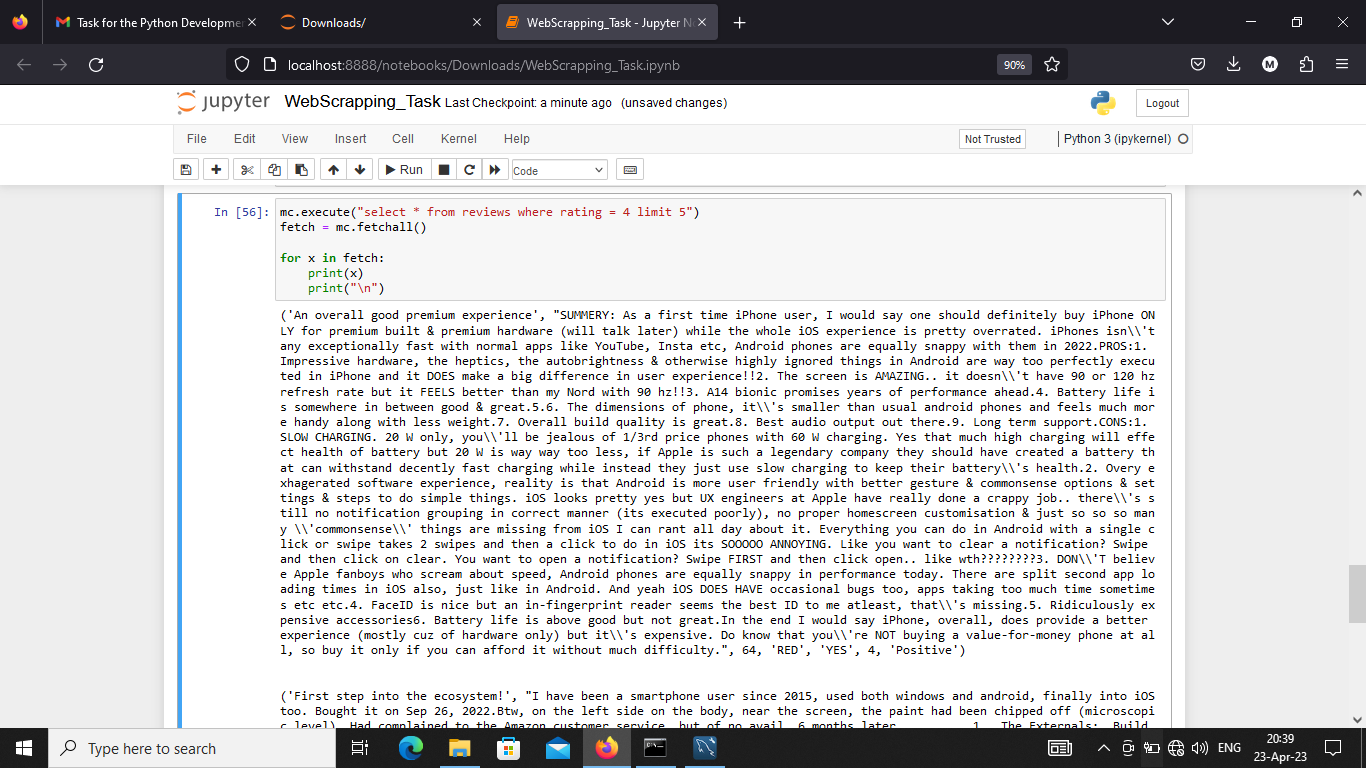 Task for the Python Developme
Downloads/
WebScrapping_Task - Jupyter N
localhost:8888/notebooks/Downloads/WebScrapping_Task.ipynb
90%
M
jupyter WebScrapping_Task Last Checkpoint: a minute ago (unsaved changes)
Logout
File Edit View Insert Cell Kernel Help
Not Trusted
Python 3 (ipykernel)
Run
Code
In [56]:
mc.execute("select * from reviews where rating = 4 limit 5")
fetch = mc.fetchall()
for x in fetch:
    print(x)
    print("\n")
('An overall good premium experience', "SUMMERY: As a first time iPhone user, I would say one should definitely buy iPhone ON
LY for premium built & premium hardware (will talk later) while the whole iOS experience is pretty overrated. iPhones isn\\'t
any exceptionally fast with normal apps like YouTube, Insta etc, Android phones are equally snappy with them in 2022.PROS:1.
Impressive hardware, the heptics, the autobrightness & otherwise highly ignored things in Android are way too perfectly execu
ted in iPhone and it DOES make a big difference in user experience!!2. The screen is AMAZING.. it doesn\\'t have 90 or 120 hz
refresh rate but it FEELS better than my Nord with 90 hz!!3. A14 bionic promises years of performance ahead.4. Battery life i
s somewhere in between good & great.5.6. The dimensions of phone, it\\'s smaller than usual android phones and feels much mor
e handy along with less weight.7. Overall build quality is great.8. Best audio output out there.9. Long term support.CONS:1.
SLOW CHARGING. 20 W only, you\\'ll be jealous of 1/3rd price phones with 60 W charging. Yes that much high charging will effe
ct health of battery but 20 W is way way too less, if Apple is such a legendary company they should have created a battery th
at can withstand decently fast charging while instead they just use slow charging to keep their battery\\'s health.2. Overy e
xhagerated software experience, reality is that Android is more user friendly with better gesture & commonsense options & set
tings & steps to do simple things. iOS looks pretty yes but UX engineers at Apple have really done a crappy job.. there\\'s s
till no notification grouping in correct manner (its executed poorly), no proper homescreen customisation & just so so so man
y \\'commonsense\\' things are missing from iOS I can rant all day about it. Everything you can do in Android with a single c
lick or swipe takes 2 swipes and then a click to do in iOS its SOOOOO ANNOYING. Like you want to clear a notification? Swipe
and then click on clear. You want to open a notification? Swipe FIRST and then click open.. like wth????????3. DON\\'T believ
e Apple fanboys who scream about speed, Android phones are equally snappy in performance today. There are split second app lo
ading times in iOS also, just like in Android. And yeah iOS DOES HAVE occasional bugs too, apps taking too much time sometime
s etc etc.4. FaceID is nice but an in-fingerprint reader seems the best ID to me atleast, that\\'s missing.5. Ridiculously ex
pensive accessories6. Battery life is above good but not great.In the end I would say iPhone, overall, does provide a better
experience (mostly cuz of hardware only) but it\\'s expensive. Do know that you\\'re NOT buying a value-for-money phone at al
l, so buy it only if you can afford it without much difficulty.", 64, 'RED', 'YES', 4, 'Positive')
('First step into the ecosystem!', "I have been a smartphone user since 2015, used both windows and android, finally into iOS
too. Bought it on Sep 26, 2022.Btw, on the left side on the body, near the screen, the paint had been chipped off (microscopi
c level). Had complained to the Amazon customer service, but of no avail. 6 months later..........1. The Externals: Build
Type here to search
ENG
20:39
23-Apr-23